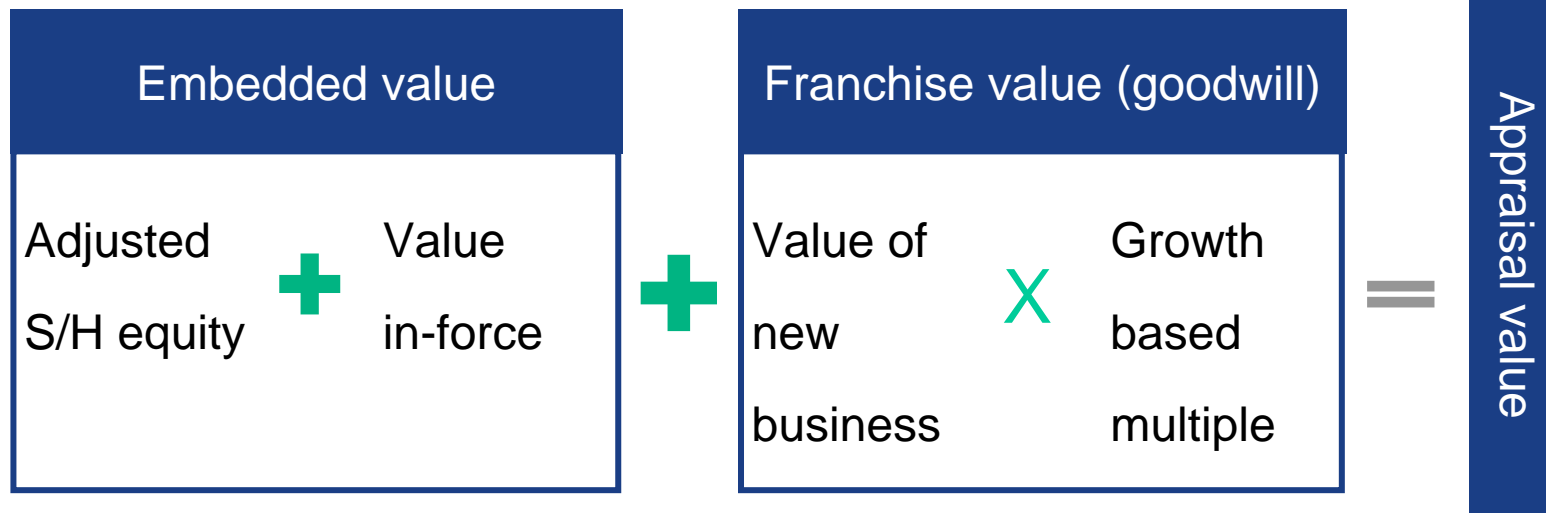 Embedded value
Adjusted
S/H equity
+
Value
in-force
+
Franchise value (goodwill)
Value of
new
business
X
Growth
based
multiple
=
Appraisal value